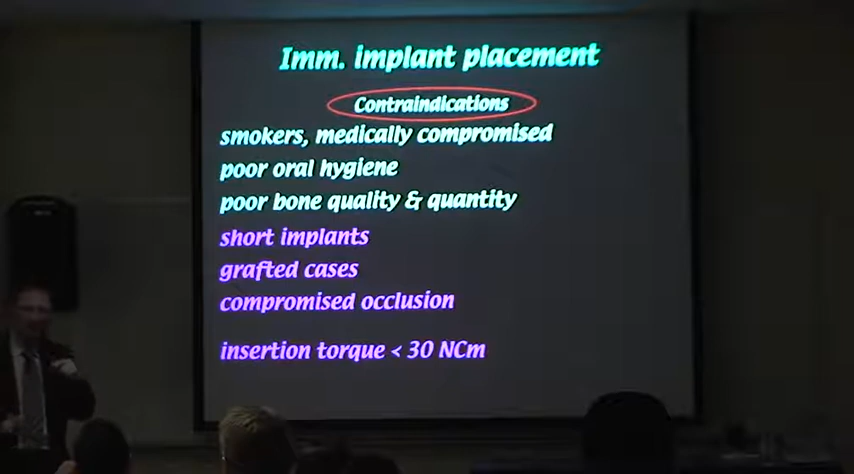 Imm. implant placement
Contraindications
smokers, medically compromised
poor oral hygiene
poor bone quality & quantity
short implants
grafted cases
compromised occlusion
insertion torque < 30 NCm